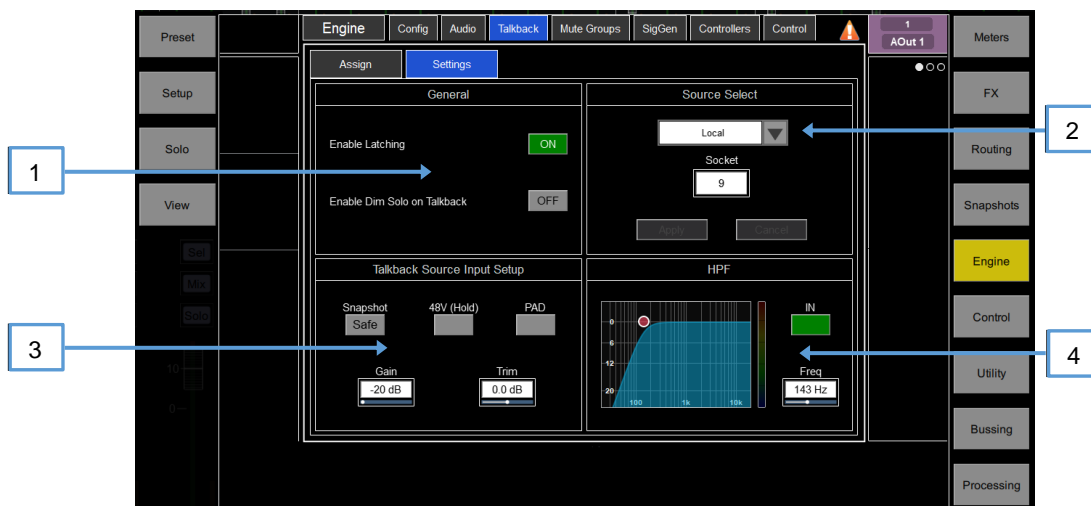 Preset
Setup
Solo
View
Sel
Mix
Solo
10
0
Engine
Config
Audio
Talkback
Mute Groups
SigGen
Controllers
Control
1
AOut 1
Assign
Settings
General
Enable Latching
ON
Enable Dim Solo on Talkback
OFF
Source Select
Local
Socket
9
Apply
Cancel
Talkback Source Input Setup
Snapshot
Safe
48V (Hold)
PAD
Gain
-20 dB
Trim
0.0 dB
HPF
0
6
12
20
100
1k
10k
IN
Freq
143 Hz
Meters
FX
Routing
Snapshots
Engine
Control
Utility
Bussing
Processing
1
2
3
4